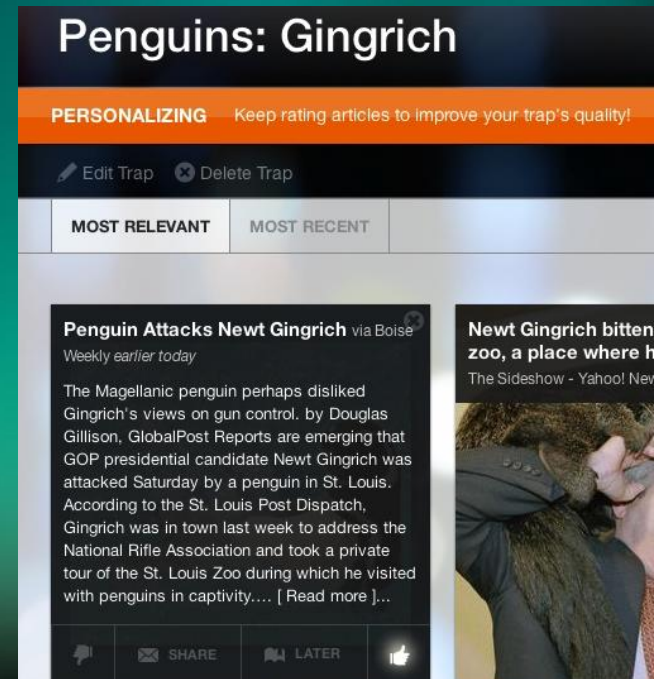 Penguins: Gingrich
PERSONALIZING Keep rating articles to improve your trap's quality!
Edit Trap Delete Trap
MOST RELEVANT MOST RECENT
Penguin Attacks Newt Gingrich via Boise
Weekly earlier today
The Magellanic penguin perhaps disliked
Gingrich's views on gun control. by Douglas
Gillison, GlobalPost Reports are emerging that
GOP presidential candidate Newt Gingrich was
attacked Saturday by a penguin in St. Louis.
According to the St. Louis Post Dispatch,
Gingrich was in town last week to address the
National Rifle Association and took a private
tour of the St. Louis Zoo during which he visited
with penguins in captivity.... [ Read more ]...
SHARE LATER
Newt Gingrich bitten
zoo, a place where h
The Sideshow - Yahoo! New